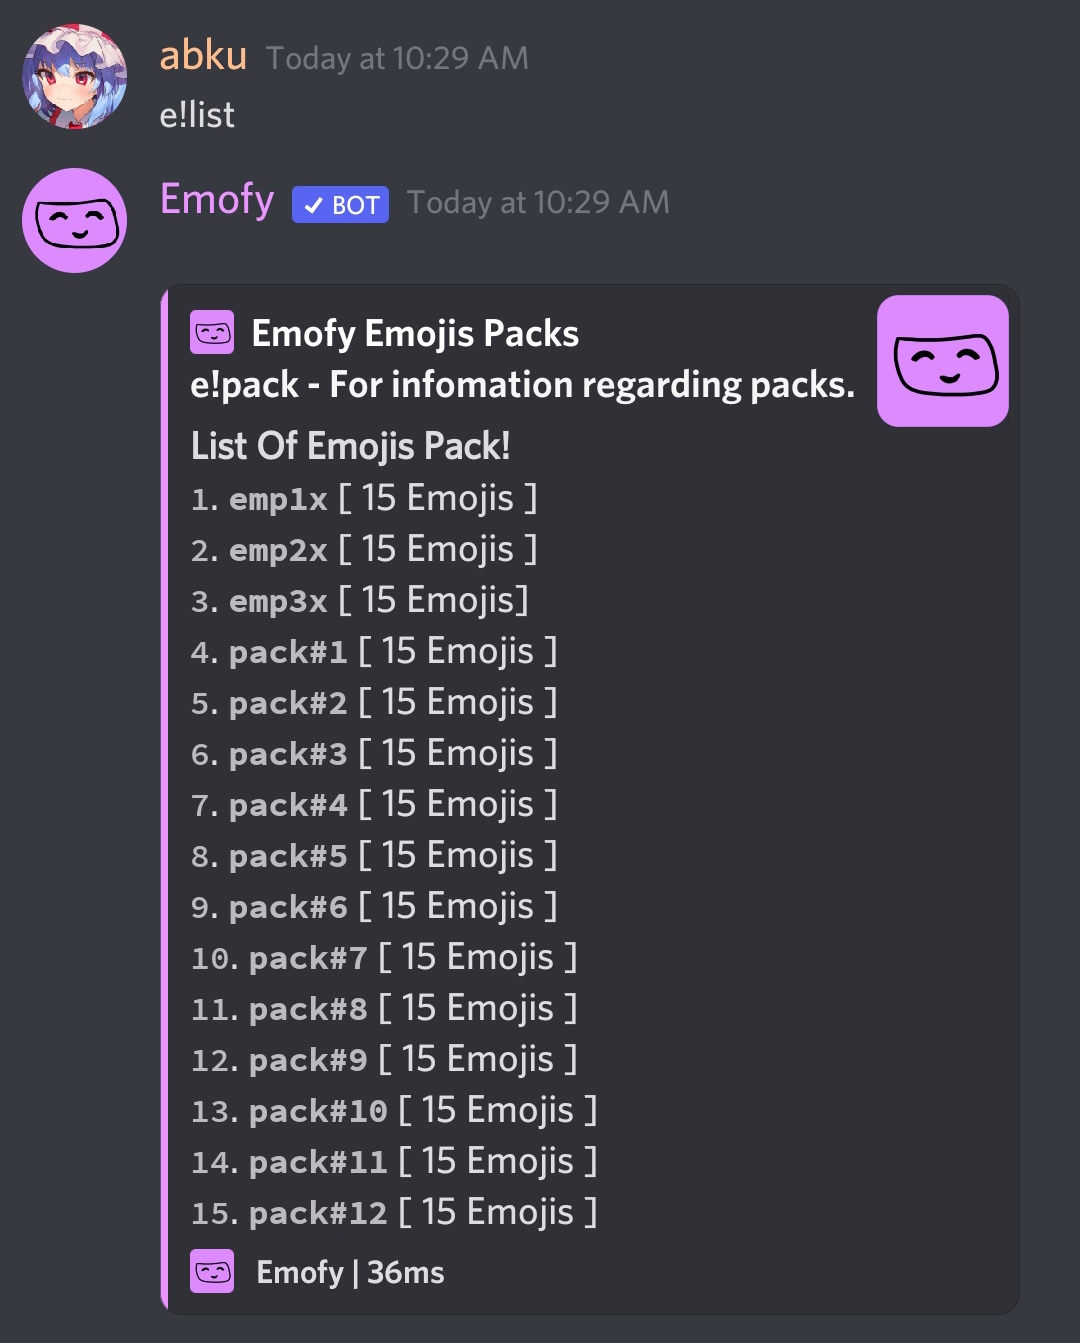 abku Today at 10:29 AM
e!list
Emofy ✓ BOT Today at 10:29 AM
Emofy Emojis Packs
e!pack - For infomation regarding packs.
List Of Emojis Pack!
1. emp1x [ 15 Emojis ]
2. emp2x [ 15 Emojis ]
3. emp3x [ 15 Emojis]
4. pack#1 [ 15 Emojis ]
5. pack#2 [ 15 Emojis ]
6. pack#3 [ 15 Emojis ]
7. pack#4 [ 15 Emojis ]
8. pack#5 [ 15 Emojis ]
9. pack#6 [ 15 Emojis ]
10. pack#7 [ 15 Emojis ]
11. pack#8 [ 15 Emojis ]
12. pack#9 [ 15 Emojis ]
13. pack#10 [ 15 Emojis ]
14. pack#11 [ 15 Emojis ]
15. pack#12 [ 15 Emojis ]
Emofy | 36ms